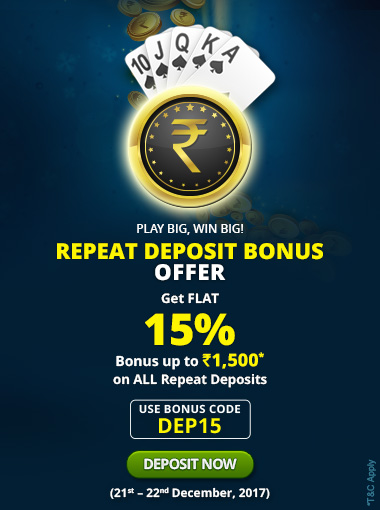 10 J Q K A
₹
PLAY BIG, WIN BIG!
REPEAT DEPOSIT BONUS
OFFER
Get FLAT
15%
Bonus up to ₹1,500*
on ALL Repeat Deposits
USE BONUS CODE
DEP15
DEPOSIT NOW
(21st – 22nd December, 2017)
*T&C Apply